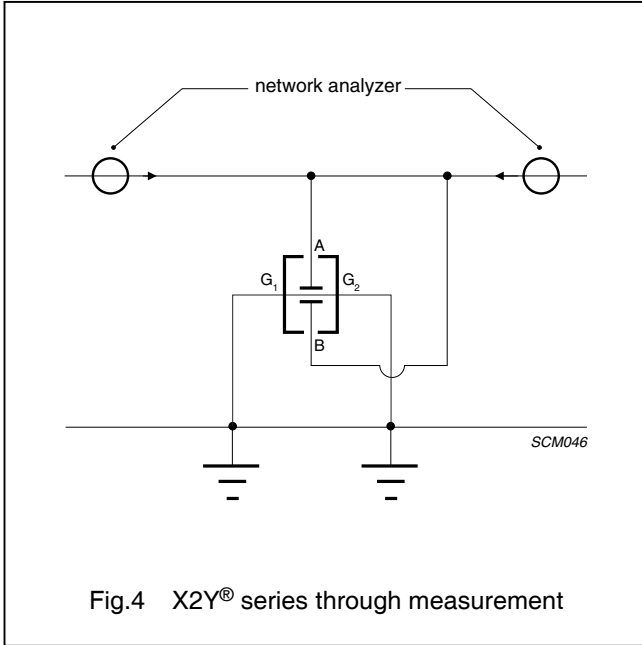 network analyzer
A
G₁ G₂
B
SCM046
Fig.4 X2Y® series through measurement